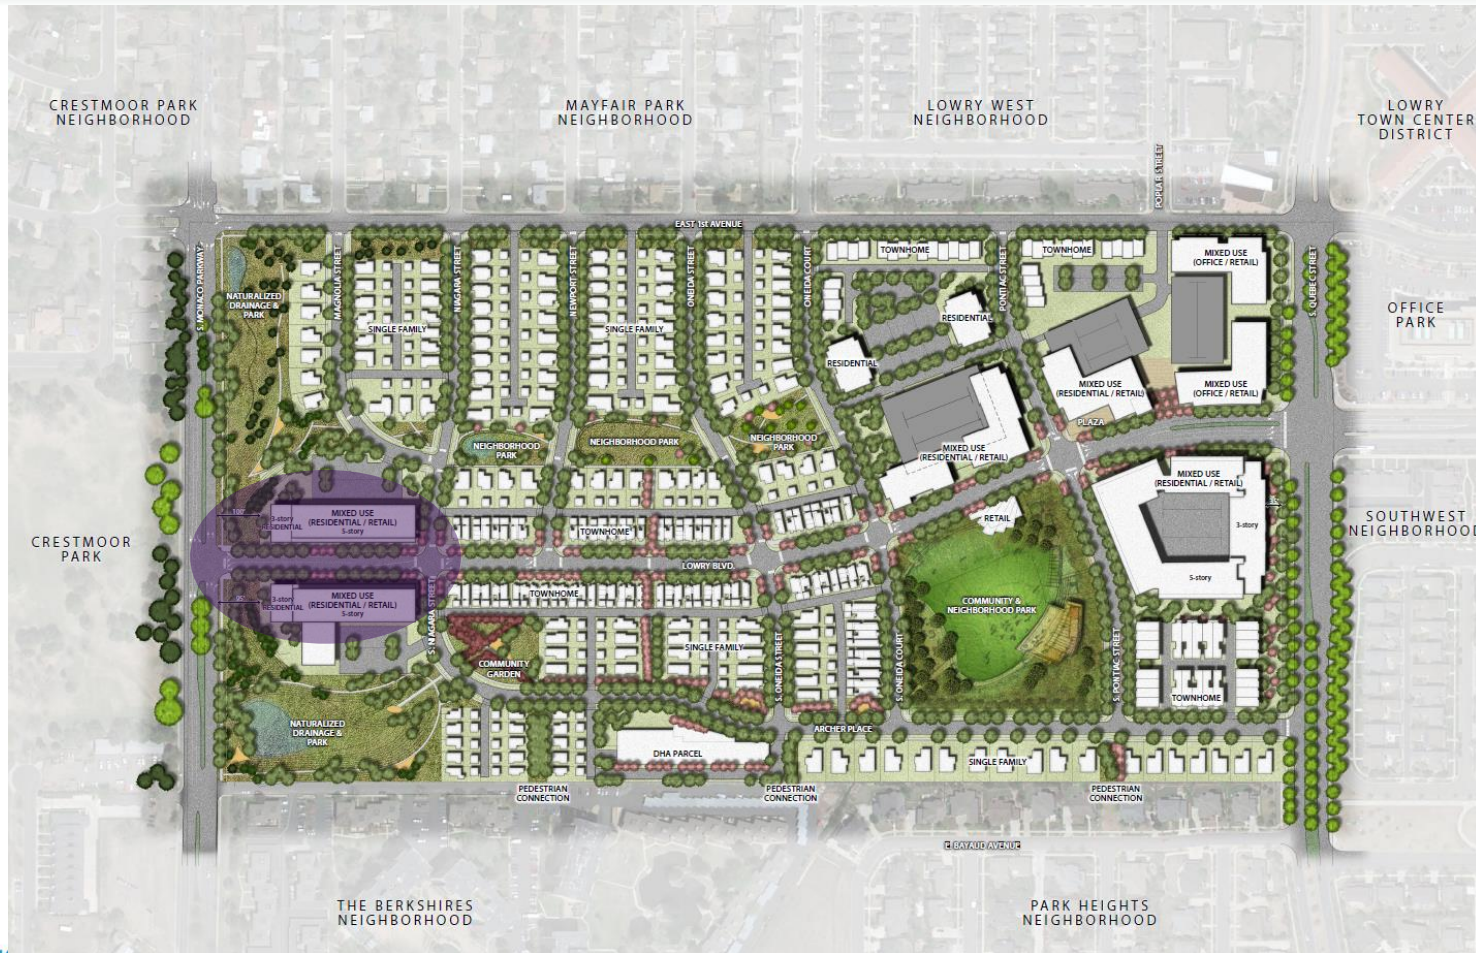 CRESTMOOR PARK
NEIGHBORHOOD
MAYFAIR PARK
NEIGHBORHOOD
LOWRY WEST
NEIGHBORHOOD
LOWRY
TOWN CENTER
DISTRICT
POPLAR STREET
EAST 1st AVENUE
S. MONACO PARKWAY
MAGNOLIA STREET
NIAGARA STREET
NEWPORT STREET
ONEIDA STREET
ONEIDA COURT
PONTIAC STREET
S. QUEBEC STREET
TOWNHOME
TOWNHOME
MIXED USE
(OFFICE / RETAIL)
NATURALIZED
DRAINAGE &
PARK
SINGLE FAMILY
SINGLE FAMILY
RESIDENTIAL
RESIDENTIAL
OFFICE
PARK
MIXED USE
(RESIDENTIAL / RETAIL)
MIXED USE
(OFFICE / RETAIL)
PLAZA
NEIGHBORHOOD
PARK
NEIGHBORHOOD PARK
NEIGHBORHOOD
PARK
MIXED USE
(RESIDENTIAL / RETAIL)
MIXED USE
(RESIDENTIAL / RETAIL)
3-story
5-story
3-story
RESIDENTIAL
MIXED USE
(RESIDENTIAL / RETAIL)
5-story
TOWNHOME
RETAIL
CRESTMOOR
PARK
SOUTHWEST
NEIGHBORHOOD
LOWRY BLVD.
3-story
RESIDENTIAL
MIXED USE
(RESIDENTIAL / RETAIL)
5-story
TOWNHOME
COMMUNITY &
NEIGHBORHOOD PARK
S. NIAGARA STREET
COMMUNITY
GARDEN
SINGLE FAMILY
S. ONEIDA STREET
S. ONEIDA COURT
S. PONTIAC STREET
TOWNHOME
NATURALIZED
DRAINAGE &
PARK
ARCHER PLACE
DHA PARCEL
SINGLE FAMILY
PEDESTRIAN
CONNECTION
PEDESTRIAN
CONNECTION
PEDESTRIAN
CONNECTION
E. BAYAUD AVENUE
THE BERKSHIRES
NEIGHBORHOOD
PARK HEIGHTS
NEIGHBORHOOD